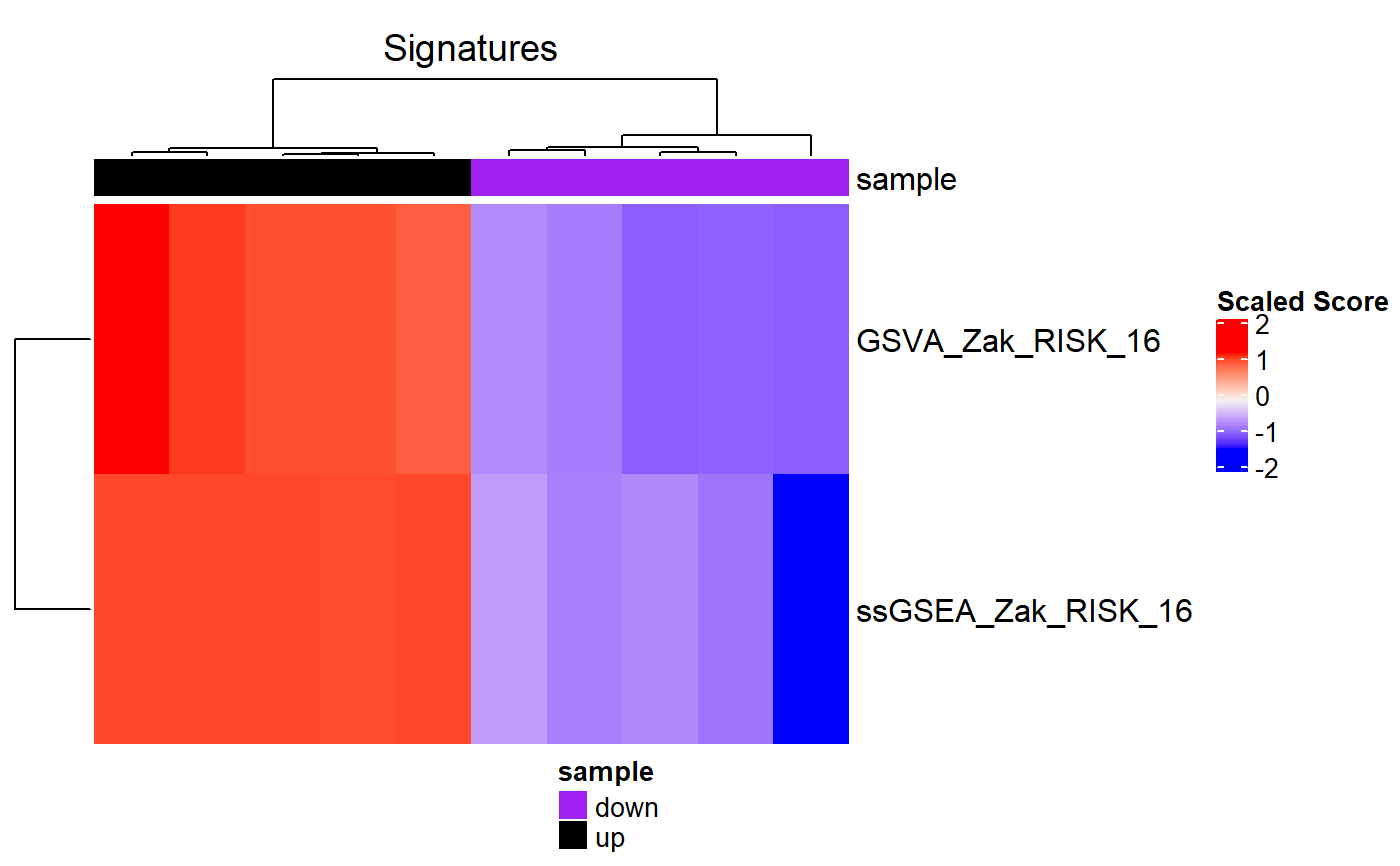 Signatures
sample
GSVA_Zak_RISK_16
ssGSEA_Zak_RISK_16
Scaled Score
2
1
0
-1
-2
sample
down
up